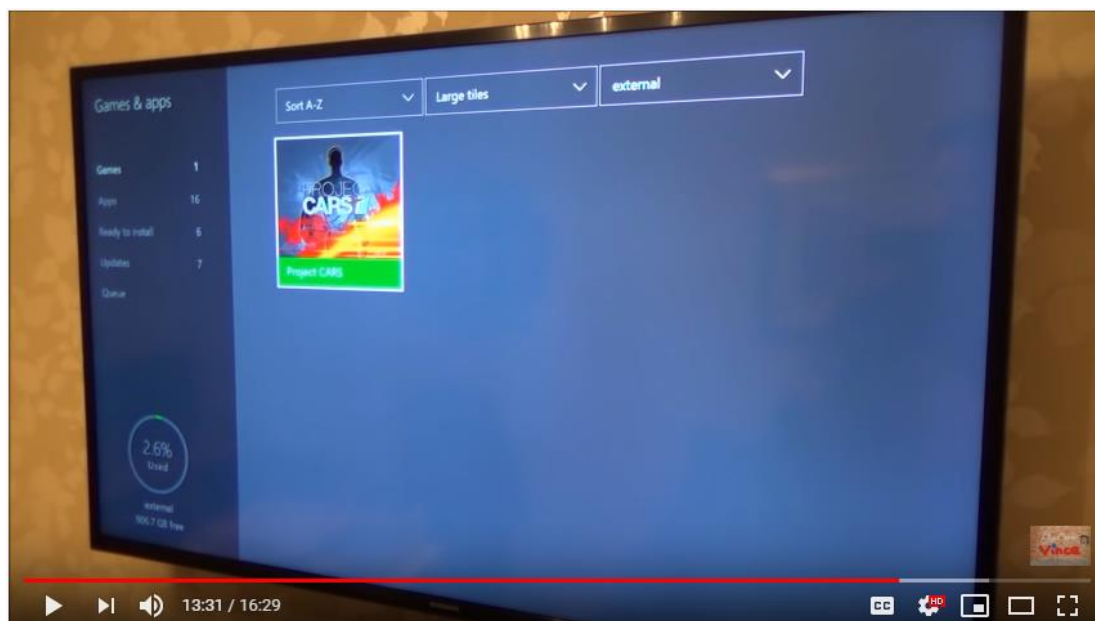 Games & apps
Sort A-Z
Large tiles
external
Games 1
Apps 16
Ready to install 6
Updates 7
Queue
PROJECT
CARS
Project CARS
2.6%
Used
external
906.7 GB free
Vince
13:31 / 16:29
CC
HD